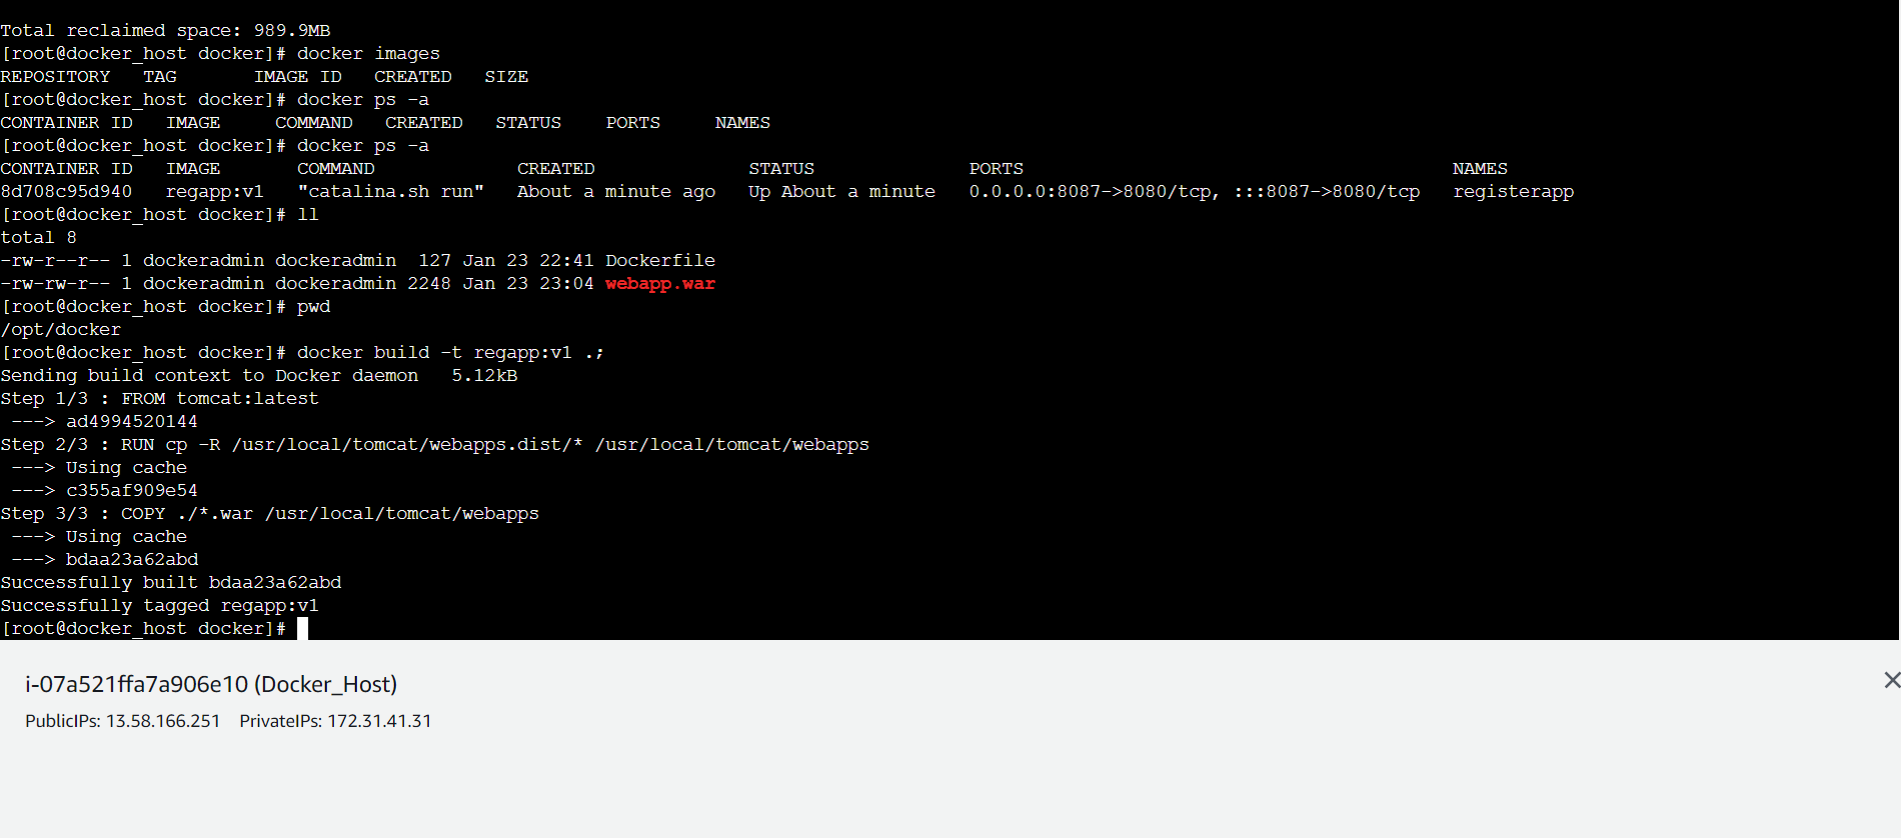 Total reclaimed space: 989.9MB
[root@docker_host docker]# docker images
REPOSITORY   TAG       IMAGE ID   CREATED   SIZE
[root@docker_host docker]# docker ps -a
CONTAINER ID   IMAGE     COMMAND   CREATED   STATUS    PORTS     NAMES
[root@docker_host docker]# docker ps -a
CONTAINER ID   IMAGE       COMMAND             CREATED              STATUS              PORTS                                       NAMES
8d708c95d940   regapp:v1   "catalina.sh run"   About a minute ago   Up About a minute   0.0.0.0:8087->8080/tcp, :::8087->8080/tcp   registerapp
[root@docker_host docker]# ll
total 8
-rw-r--r-- 1 dockeradmin dockeradmin  127 Jan 23 22:41 Dockerfile
-rw-rw-r-- 1 dockeradmin dockeradmin 2248 Jan 23 23:04 webapp.war
[root@docker_host docker]# pwd
/opt/docker
[root@docker_host docker]# docker build -t regapp:v1 .;
Sending build context to Docker daemon   5.12kB
Step 1/3 : FROM tomcat:latest
 ---> ad4994520144
Step 2/3 : RUN cp -R /usr/local/tomcat/webapps.dist/* /usr/local/tomcat/webapps
 ---> Using cache
 ---> c355af909e54
Step 3/3 : COPY ./*.war /usr/local/tomcat/webapps
 ---> Using cache
 ---> bdaa23a62abd
Successfully built bdaa23a62abd
Successfully tagged regapp:v1
[root@docker_host docker]#
i-07a521ffa7a906e10 (Docker_Host)
PublicIPs: 13.58.166.251   PrivateIPs: 172.31.41.31